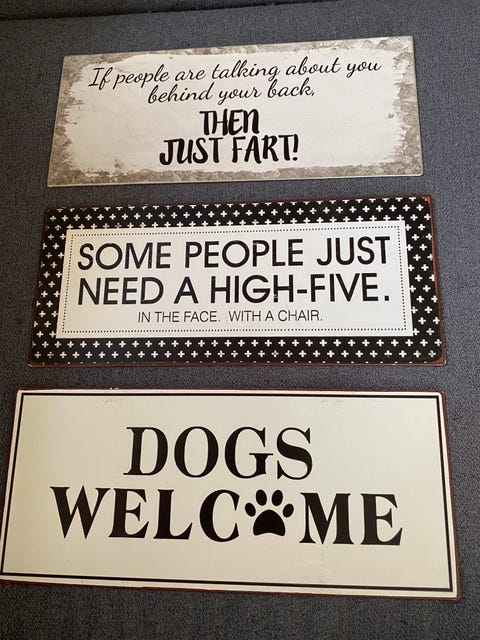 If people are talking about you
behind your back,
THEN
JUST FART!
SOME PEOPLE JUST
NEED A HIGH-FIVE.
IN THE FACE. WITH A CHAIR.
DOGS
WELCOME